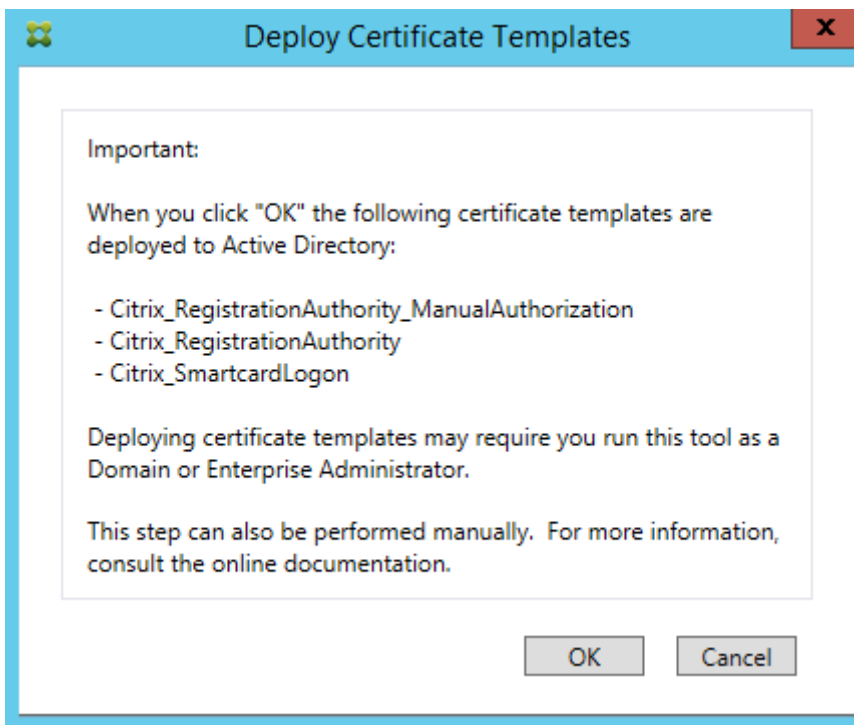 Deploy Certificate Templates
x
Important:
When you click "OK" the following certificate templates are
deployed to Active Directory:
- Citrix_RegistrationAuthority_ManualAuthorization
- Citrix_RegistrationAuthority
- Citrix_SmartcardLogon
Deploying certificate templates may require you run this tool as a
Domain or Enterprise Administrator.
This step can also be performed manually.  For more information,
consult the online documentation.
OK
Cancel